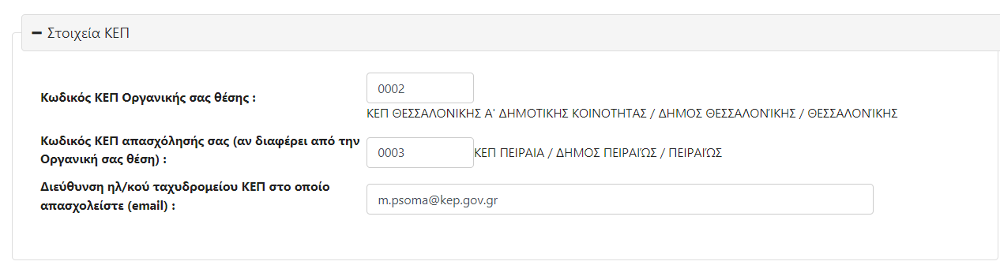 Στοιχεία ΚΕΠ
Κωδικός ΚΕΠ Οργανικής σας θέσης :
0002
ΚΕΠ ΘΕΣΣΑΛΟΝΙΚΗΣ Α' ΔΗΜΟΤΙΚΗΣ ΚΟΙΝΟΤΗΤΑΣ / ΔΗΜΟΣ ΘΕΣΣΑΛΟΝΊΚΗΣ / ΘΕΣΣΑΛΟΝΊΚΗΣ
Κωδικός ΚΕΠ απασχόλησής σας (αν διαφέρει από την
Οργανική σας θέση) :
0003
ΚΕΠ ΠΕΙΡΑΙΑ / ΔΗΜΟΣ ΠΕΙΡΑΙΏΣ / ΠΕΙΡΑΙΏΣ
Διεύθυνση ηλ/κού ταχυδρομείου ΚΕΠ στο οποίο
απασχολείστε (email) :
m.psoma@kep.gov.gr